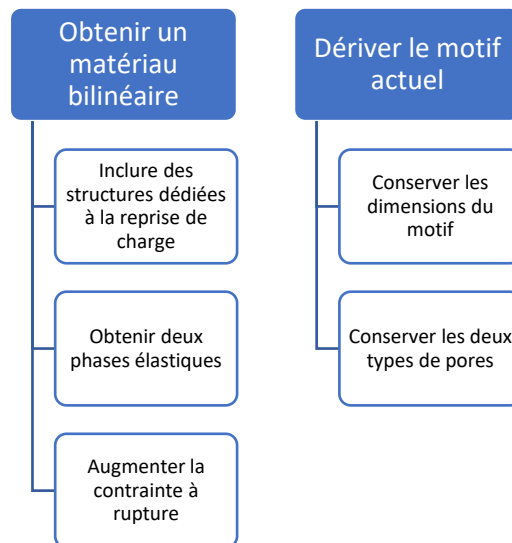 Obtenir un
matériau
bilinéaire
Inclure des
structures dédiées
à la reprise de
charge
Obtenir deux
phases élastiques
Augmenter la
contrainte à
rupture
Dériver le motif
actuel
Conserver les
dimensions du
motif
Conserver les deux
types de pores